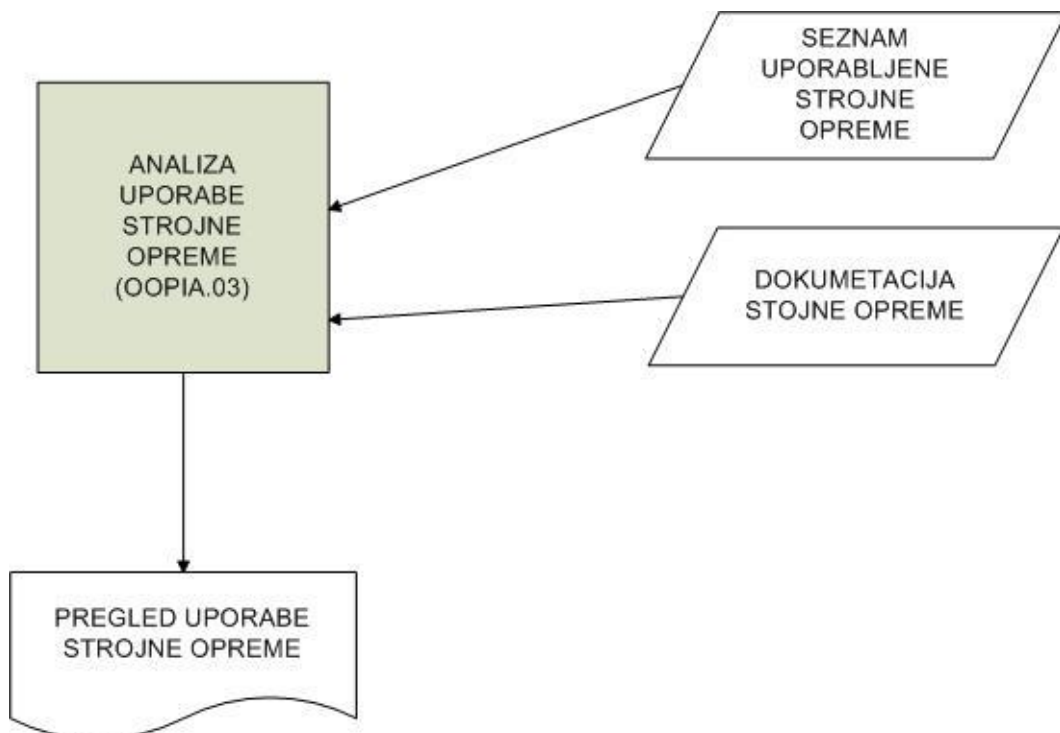 SEZNAM
UPORABLJENE
STROJNE
OPREME
ANALIZA
UPORABE
STROJNE
OPREME
(OOPIA.03)
DOKUMETACIJA
STOJNE OPREME
PREGLED UPORABE
STROJNE OPREME